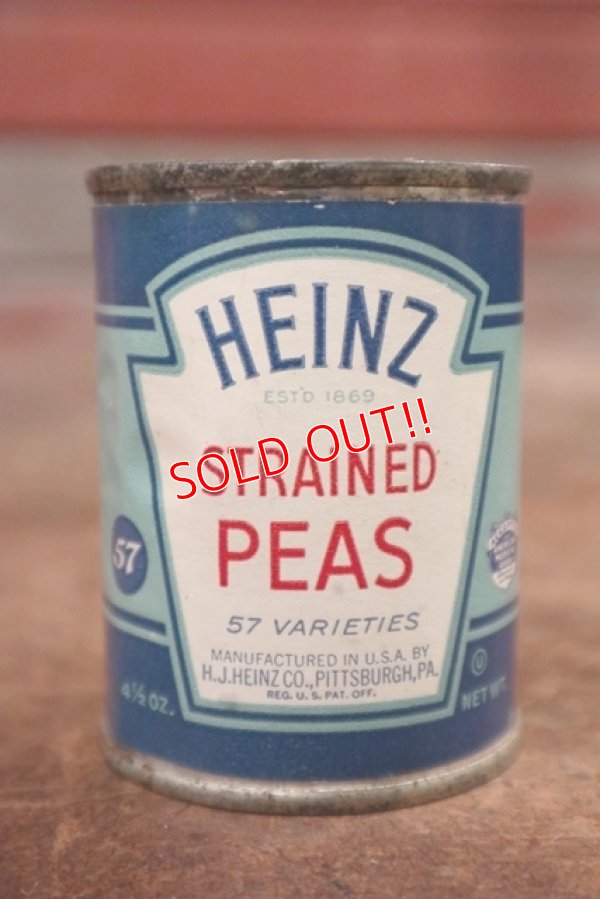 HEINZ
EST'D 1869
SOLD OUT!!
STRAINED
PEAS
57
57 VARIETIES
MANUFACTURED IN U.S.A. BY
H.J. HEINZ CO., PITTSBURGH, PA.
REG. U.S. PAT. OFF.
4½ OZ.
U
NET WT.